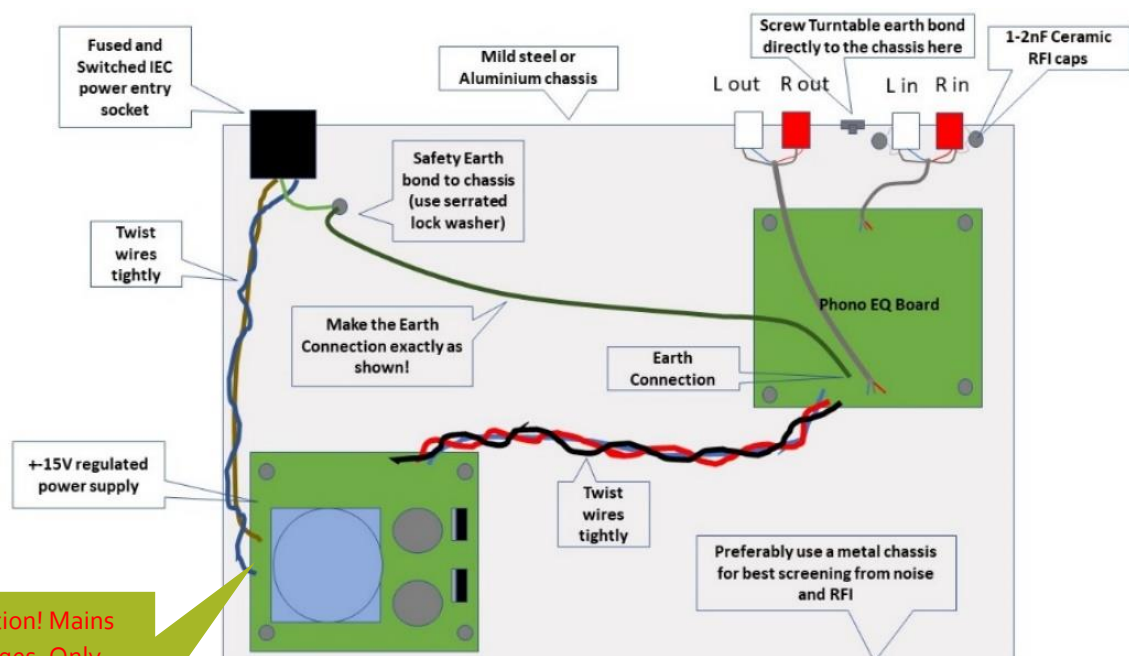 Fused and
Switched IEC
power entry
socket
Mild steel or
Aluminium chassis
Screw Turntable earth bond
directly to the chassis here
1-2nF Ceramic
RFI caps
L out
R out
L in
R in
Safety Earth
bond to chassis
(use serrated
lock washer)
Twist
wires
tightly
Phono EQ Board
Make the Earth
Connection exactly as
shown!
Earth
Connection
+-15V regulated
power supply
Twist
wires
tightly
Preferably use a metal chassis
for best screening from noise
and RFI
tion! Mains
ges. Only